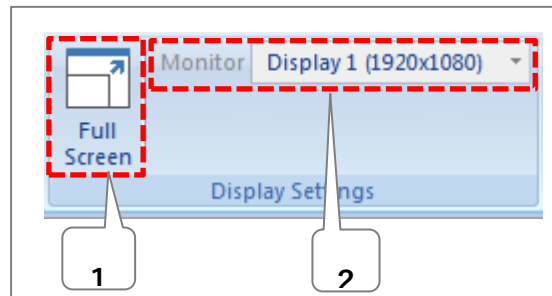 Monitor Display 1 (1920x1080)
Full
Screen
Display Settings
1
2